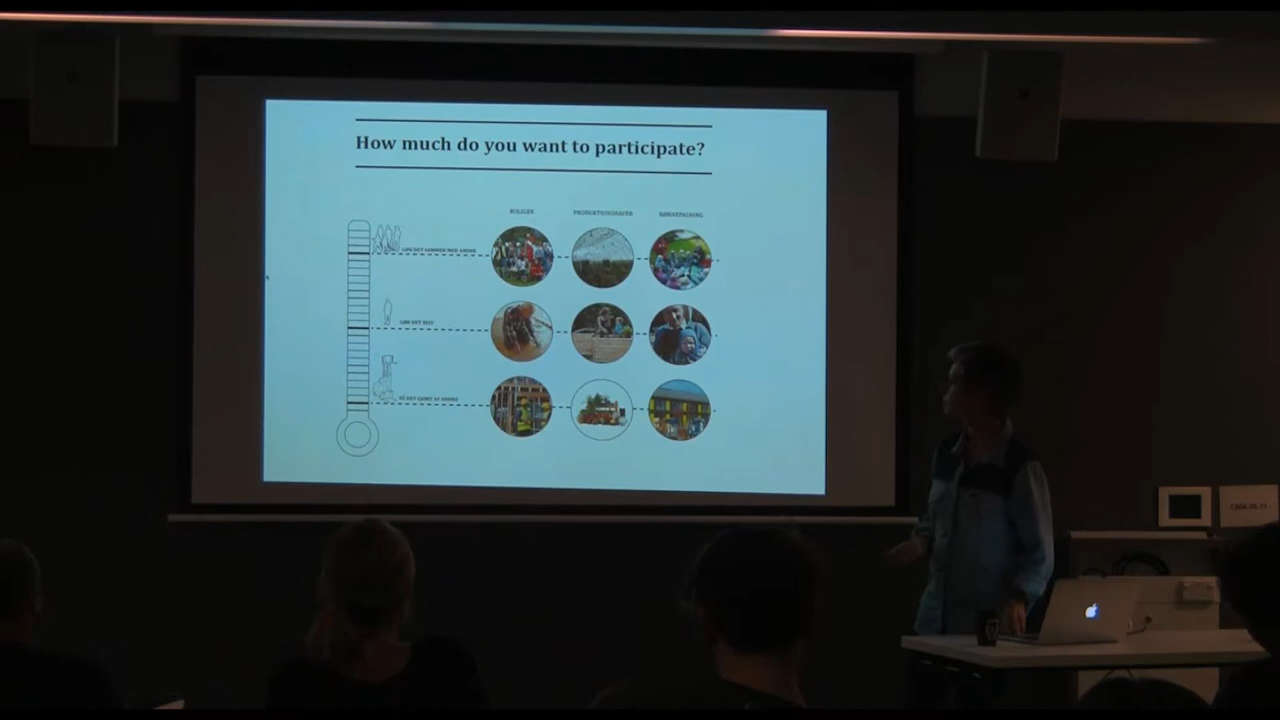 How much do you want to participate?
BOLIGER PRODUKTIONSHAVER BØRNEPASNING
GØR DET SAMMEN MED ANDRE
GØR DET SELV
FÅ DET GJORT AF ANDRE